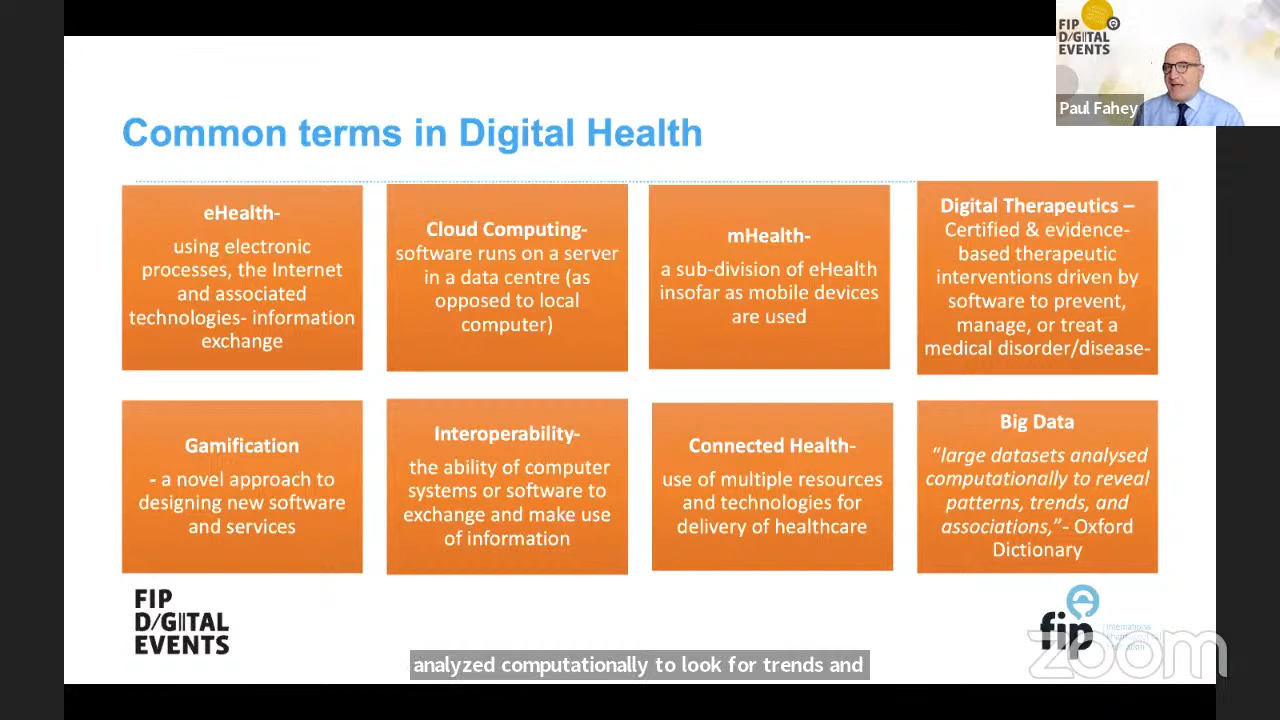 FIP
D/G|ITAL
EVENTS
Paul Fahey
Common terms in Digital Health
eHealth-
using electronic
processes, the Internet
and associated
technologies- information
exchange
Cloud Computing-
software runs on a server
in a data centre (as
opposed to local
computer)
mHealth-
a sub-division of eHealth
insofar as mobile devices
are used
Digital Therapeutics –
Certified & evidence-
based therapeutic
interventions driven by
software to prevent,
manage, or treat a
medical disorder/disease-
Gamification
- a novel approach to
designing new software
and services
Interoperability-
the ability of computer
systems or software to
exchange and make use
of information
Connected Health-
use of multiple resources
and technologies for
delivery of healthcare
Big Data
“large datasets analysed
computationally to reveal
patterns, trends, and
associations,”- Oxford
Dictionary
FIP
D/G|ITAL
EVENTS
fip
zoom
analyzed computationally to look for trends and